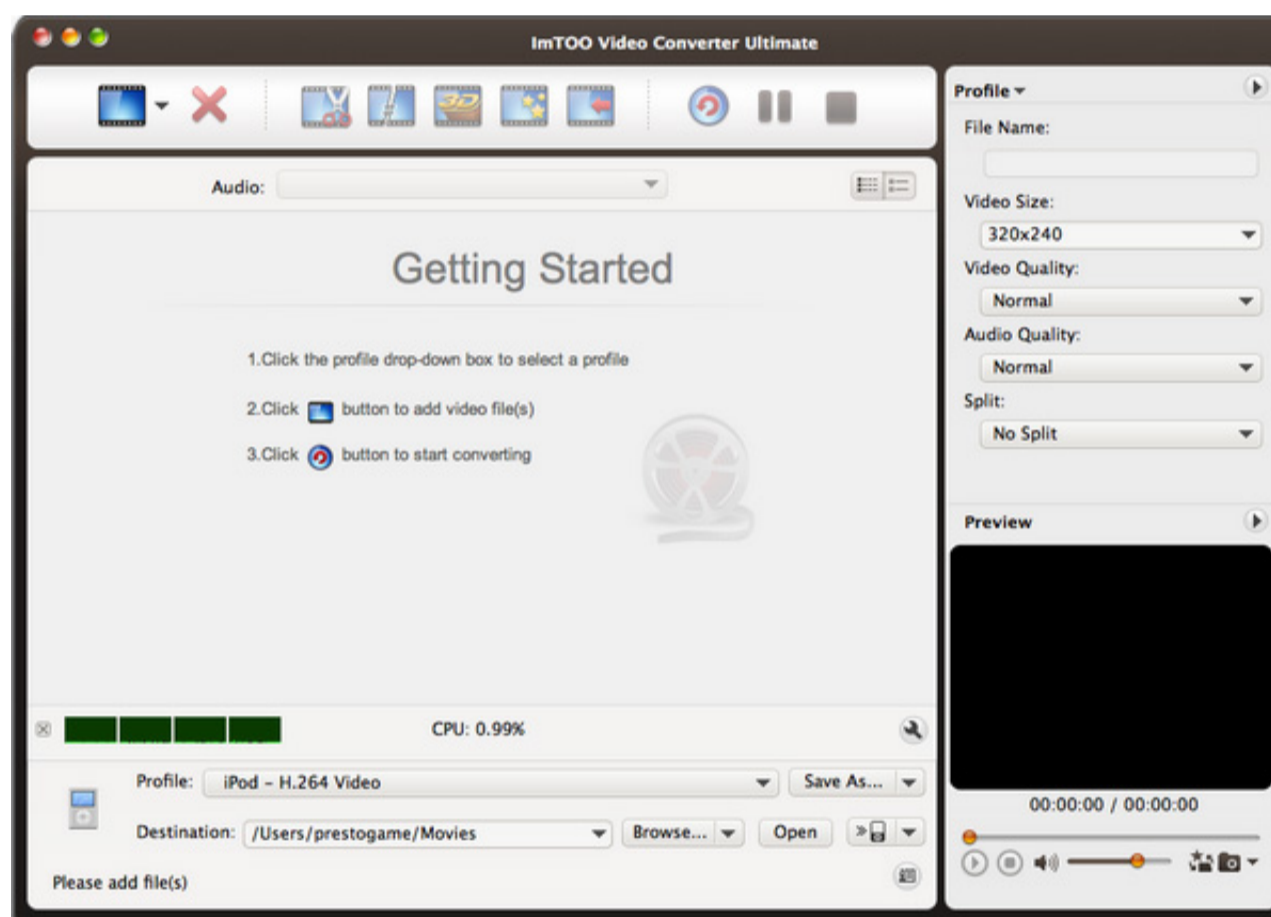 ImTOO Video Converter Ultimate
3D
Audio:
Getting Started
1.Click the profile drop-down box to select a profile
2.Click button to add video file(s)
3.Click button to start converting
CPU: 0.99%
Profile: iPod – H.264 Video Save As...
Destination: /Users/prestogame/Movies Browse... Open
Please add file(s)
Profile
File Name:
Video Size:
320x240
Video Quality:
Normal
Audio Quality:
Normal
Split:
No Split
Preview
00:00:00 / 00:00:00